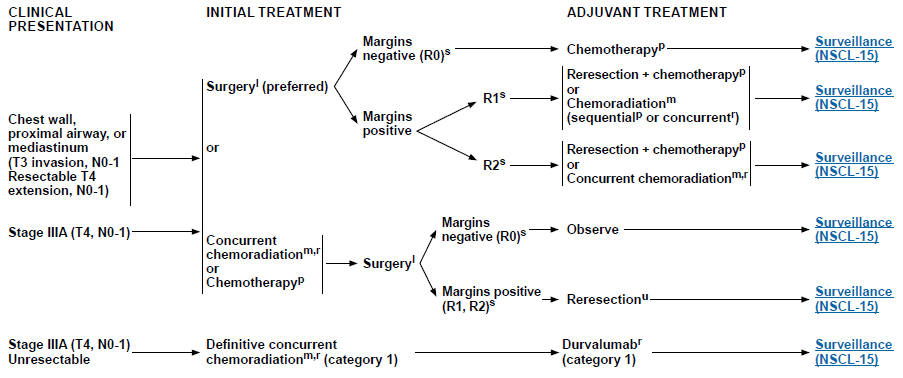 CLINICAL
PRESENTATION
INITIAL TREATMENT
ADJUVANT TREATMENT
Chest wall,
proximal airway, or
mediastinum
(T3 invasion, N0-1
Resectable T4
extension, N0-1)
Stage IIIA (T4, N0-1)
Surgeryl (preferred)
or
Concurrent
chemoradiationm,r
or
Chemotherapyp
Margins
negative (R0)s
Chemotherapyp
Surveillance
(NSCL-15)
Margins
positive
R1s
Reresection + chemotherapyp
or
Chemoradiationm
(sequentialp or concurrentr)
Surveillance
(NSCL-15)
R2s
Reresection + chemotherapyp
or
Concurrent chemoradiationm,r
Surveillance
(NSCL-15)
Surgeryl
Margins
negative (R0)s
Observe
Surveillance
(NSCL-15)
Margins positive
(R1, R2)s
Reresectionu
Surveillance
(NSCL-15)
Stage IIIA (T4, N0-1)
Unresectable
Definitive concurrent
chemoradiationm,r (category 1)
Durvalumabr
(category 1)
Surveillance
(NSCL-15)